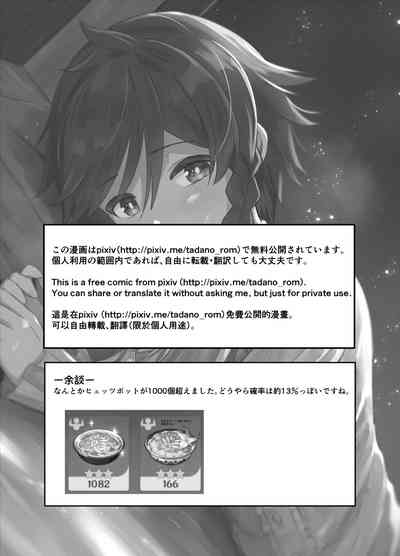 この漫画はpixiv(http://pixiv.me/tadano_rom)で無料公開されています。
個人利用の範囲内であれば、自由に転載・翻訳しても大丈夫です。
This is a free comic from pixiv (http://pixiv.me/tadano_rom).
You can share or translate it without asking me, but just for private use.
這是在pixiv (http://pixiv.me/tadano_rom)免費公開的漫畫。
可以自由轉載、翻譯(限於個人用途)。
ー余談ー
なんとかヒュッツポットが1000個超えました。どうやら確率は約13%っぽいですね。
1082
166